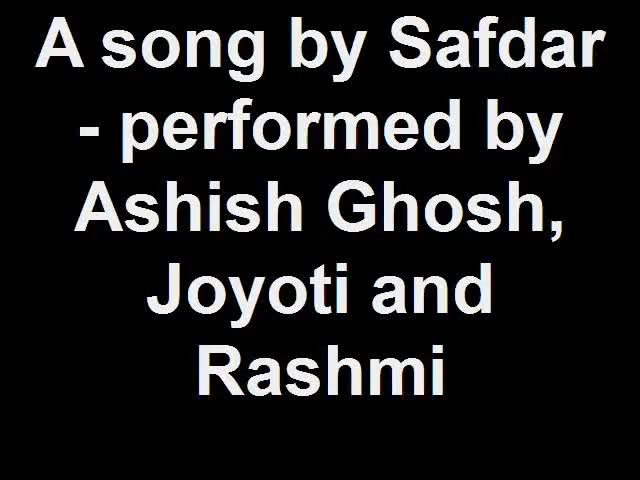 A song by Safdar
- performed by
Ashish Ghosh,
Joyoti and
Rashmi